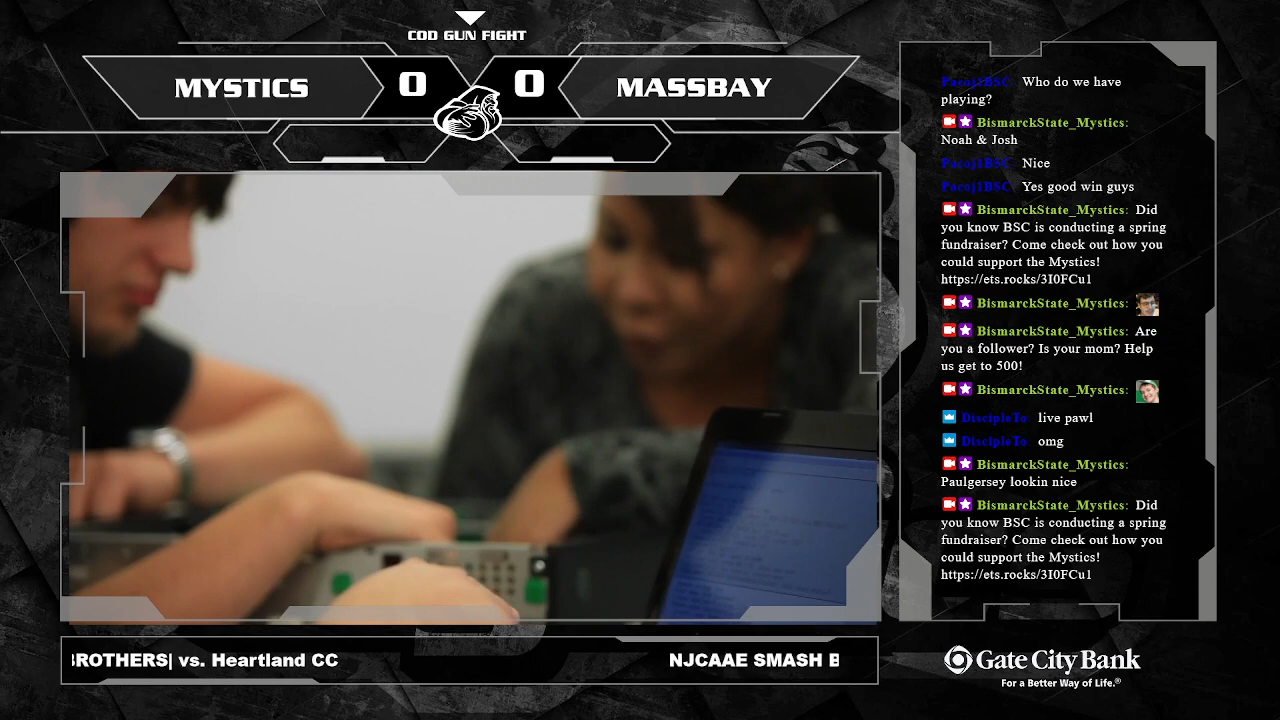 COD GUN FIGHT
MYSTICS
0
0
MASSBAY
Pacoj1BSC: Who do we have
playing?
BismarckState_Mystics:
Noah & Josh
Pacoj1BSC: Nice
Pacoj1BSC: Yes good win guys
BismarckState_Mystics: Did
you know BSC is conducting a spring
fundraiser? Come check out how you
could support the Mystics!
https://ets.rocks/3I0FCu1
BismarckState_Mystics:
BismarckState_Mystics: Are
you a follower? Is your mom? Help
us get to 500!
BismarckState_Mystics:
DiscipleTo: live pawl
DiscipleTo: omg
BismarckState_Mystics:
Paulgersey lookin nice
BismarckState_Mystics: Did
you know BSC is conducting a spring
fundraiser? Come check out how you
could support the Mystics!
https://ets.rocks/3I0FCu1
BROTHERS| vs. Heartland CC
NJCAAE SMASH B
Gate City Bank
For a Better Way of Life.®